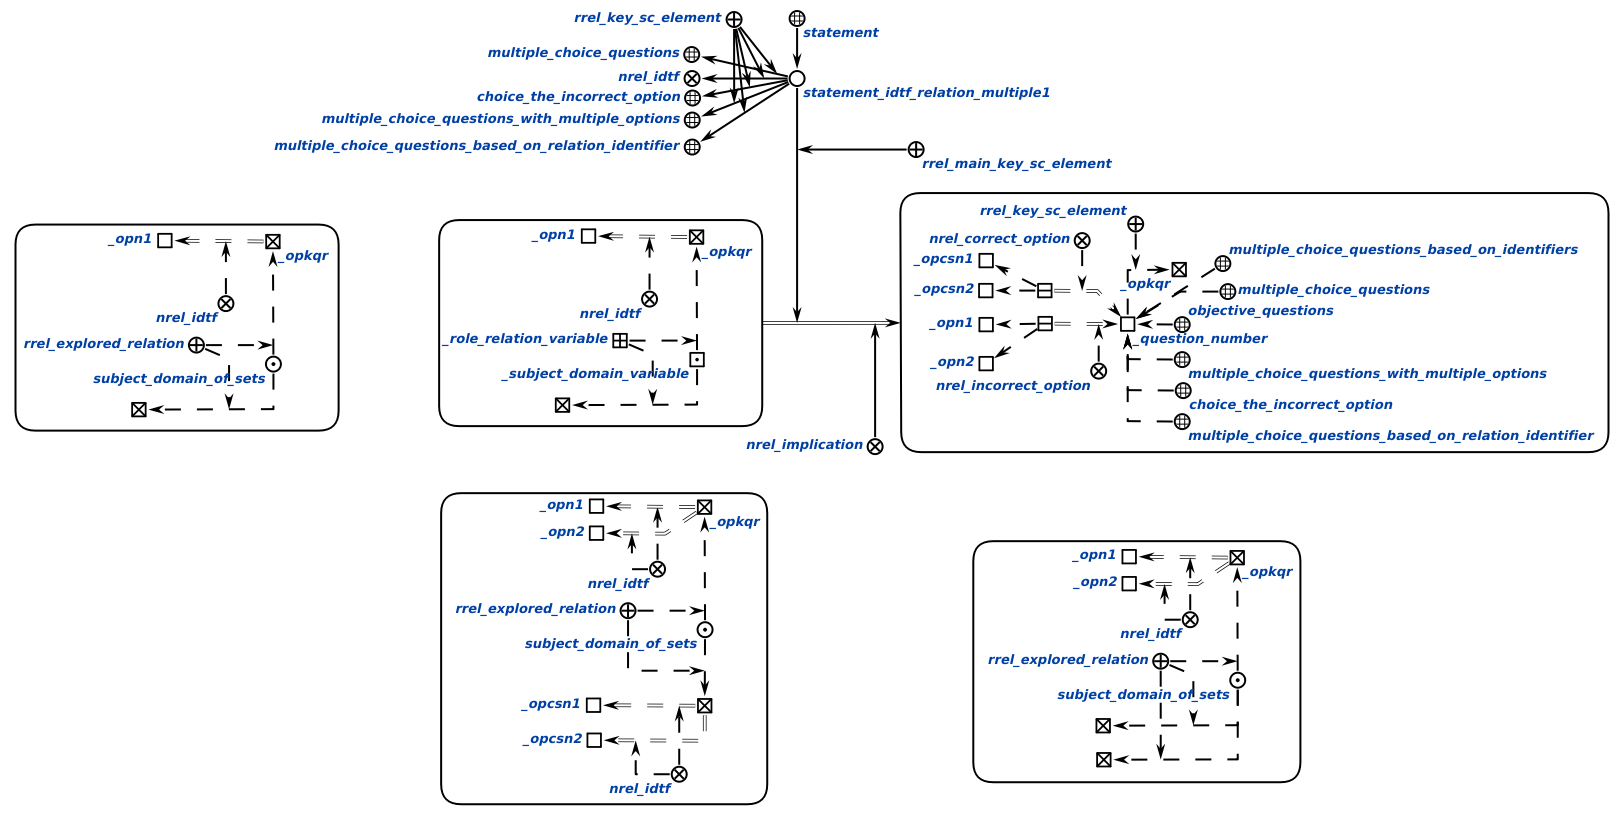 rrel_key_sc_element
statement
multiple_choice_questions
nrel_idtf
choice_the_incorrect_option
statement_idtf_relation_multiple1
multiple_choice_questions_with_multiple_options
multiple_choice_questions_based_on_relation_identifier
rrel_main_key_sc_element
_opn1
_opkqr
nrel_idtf
rrel_explored_relation
subject_domain_of_sets
_opn1
_opkqr
nrel_idtf
_role_relation_variable
_subject_domain_variable
nrel_implication
rrel_key_sc_element
nrel_correct_option
multiple_choice_questions_based_on_identifiers
_opcsn1
_opkqr
_opcsn2
multiple_choice_questions
objective_questions
_opn1
_question_number
_opn2
multiple_choice_questions_with_multiple_options
nrel_incorrect_option
choice_the_incorrect_option
multiple_choice_questions_based_on_relation_identifier
_opn1
_opkqr
_opn2
nrel_idtf
rrel_explored_relation
subject_domain_of_sets
_opcsn1
_opcsn2
nrel_idtf
_opn1
_opkqr
_opn2
nrel_idtf
rrel_explored_relation
subject_domain_of_sets